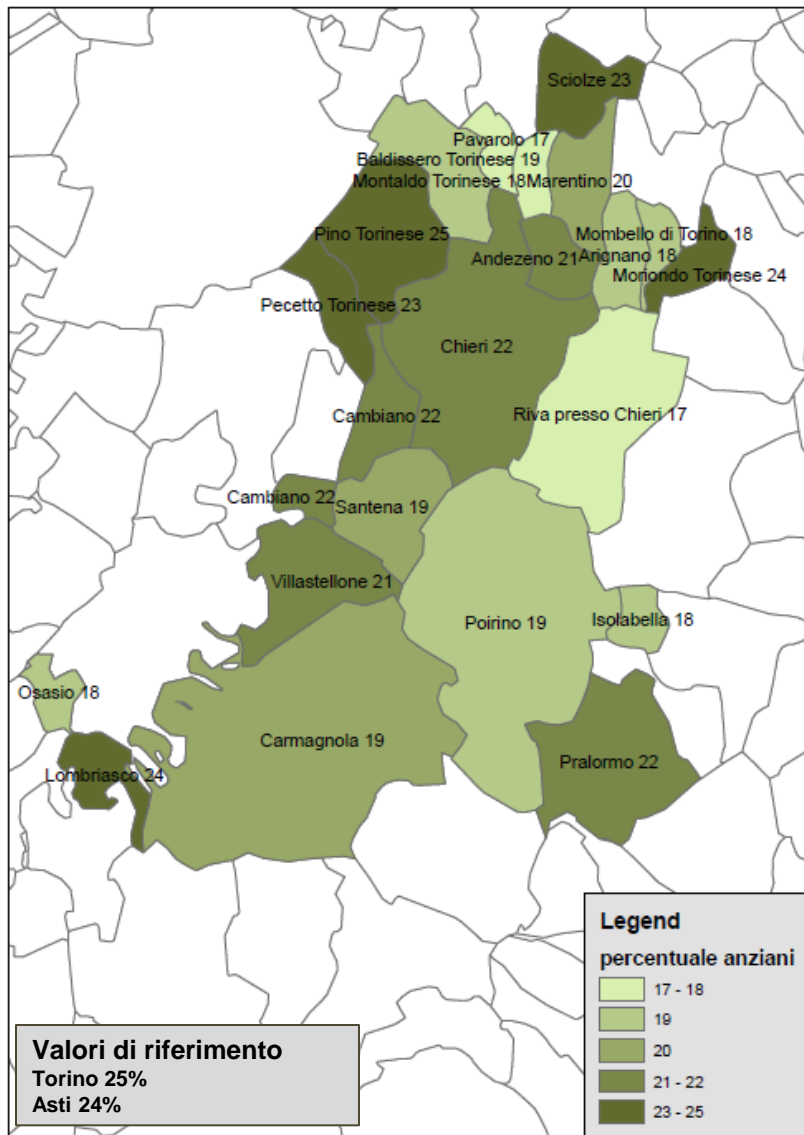 Sciolze 23
Pavarolo 17
Baldissero Torinese 19
Montaldo Torinese 18
Marentino 20
Pino Torinese 25
Mombello di Torino 18
Andezeno 21
Arignano 18
Moriondo Torinese 24
Pecetto Torinese 23
Chieri 22
Cambiano 22
Riva presso Chieri 17
Cambiano 22
Santena 19
Villastellone 21
Poirino 19
Isolabella 18
Osasio 18
Carmagnola 19
Lombriasco 24
Pralormo 22
Legend
percentuale anziani
17 - 18
19
20
21 - 22
23 - 25
Valori di riferimento
Torino 25%
Asti 24%